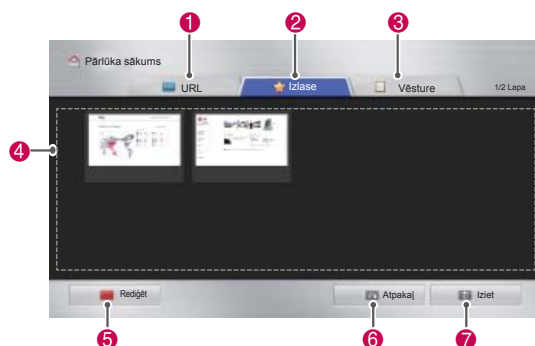 1 2 3
Pārlūka sākums
URL Izlase Vēsture 1/2 Lapa
4
Rediģēt Atpakaļ Iziet
5 6 7